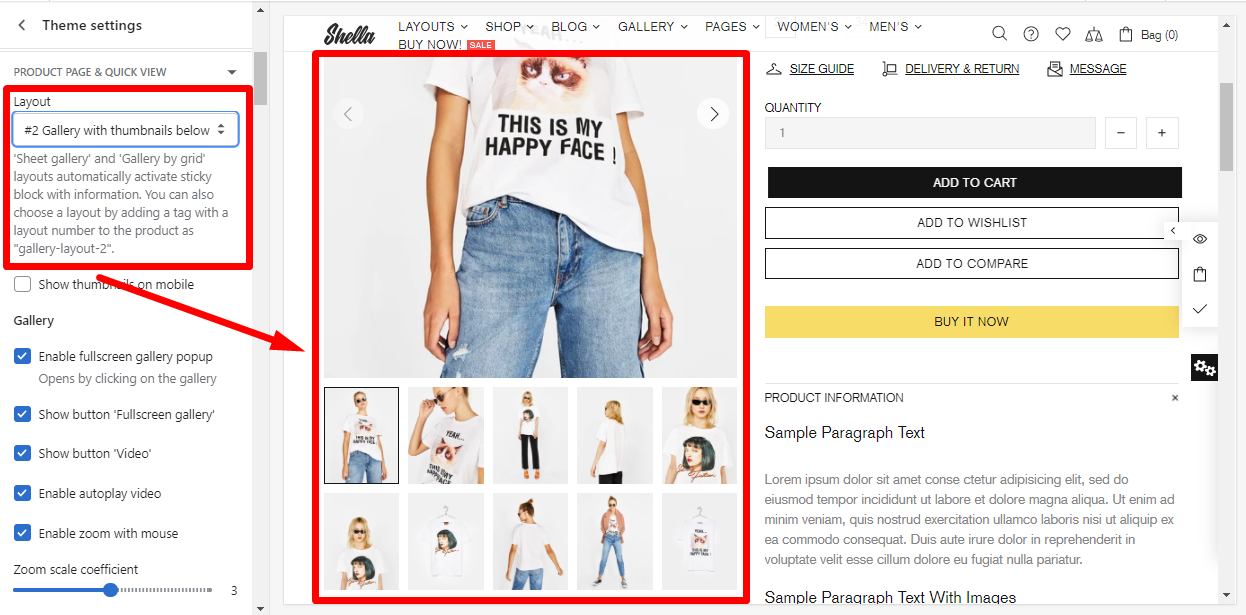 Theme settings
PRODUCT PAGE & QUICK VIEW
Layout
#2 Gallery with thumbnails below
'Sheet gallery' and 'Gallery by grid'
layouts automatically activate sticky
block with information. You can also
choose a layout by adding a tag with a
layout number to the product as
"gallery-layout-2".
Show thumbnails on mobile
Gallery
Enable fullscreen gallery popup
Opens by clicking on the gallery
Show button 'Fullscreen gallery'
Show button 'Video'
Enable autoplay video
Enable zoom with mouse
Zoom scale coefficient
3
Shella
LAYOUTS SHOP BLOG GALLERY PAGES WOMEN'S MEN'S
BUY NOW! SALE
Bag (0)
YEAH...
THIS IS MY
HAPPY FACE !
YEAH...
THIS IS MY
HAPPY FACE !
SIZE GUIDE DELIVERY & RETURN MESSAGE
QUANTITY
1 − +
ADD TO CART
ADD TO WISHLIST
ADD TO COMPARE
BUY IT NOW
PRODUCT INFORMATION ×
Sample Paragraph Text
Lorem ipsum dolor sit amet conse ctetur adipisicing elit, sed do
eiusmod tempor incididunt ut labore et dolore magna aliqua. Ut enim ad
minim veniam, quis nostrud exercitation ullamco laboris nisi ut aliquip ex
ea commodo consequat. Duis aute irure dolor in reprehenderit in
voluptate velit esse cillum dolore eu fugiat nulla pariatur.
Sample Paragraph Text With Images